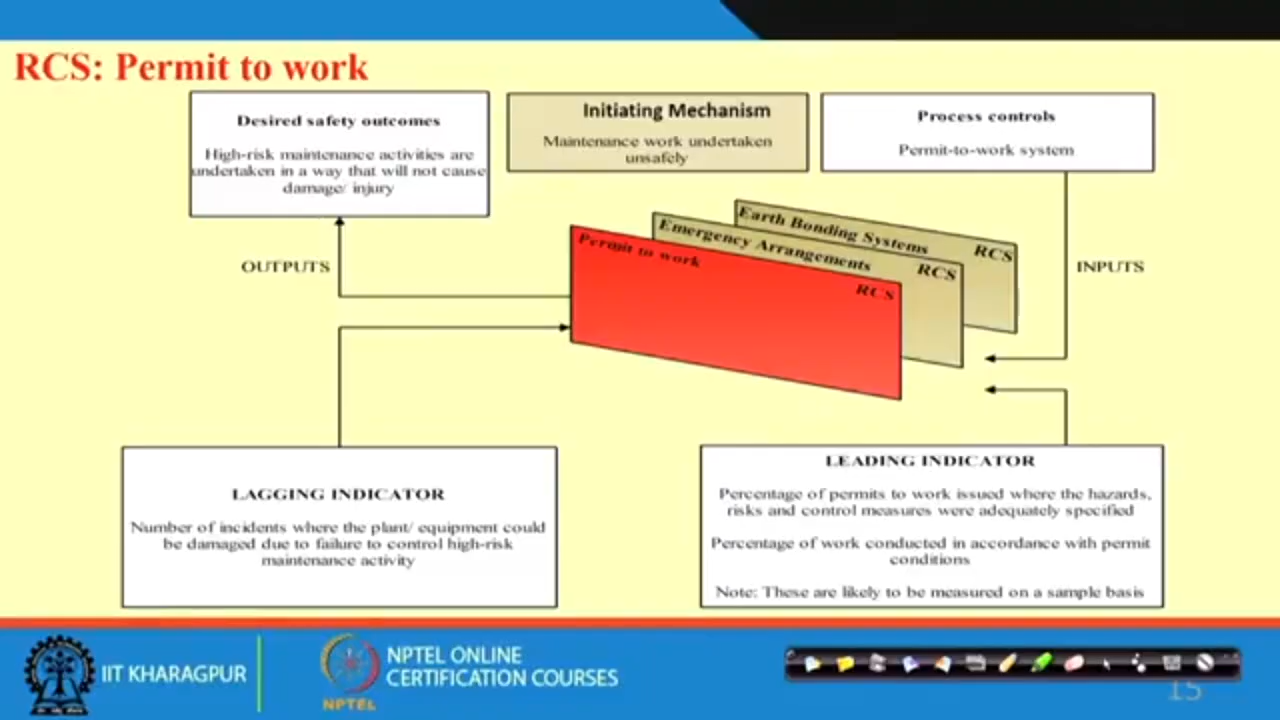 RCS: Permit to work
Desired safety outcomes
High-risk maintenance activities are
undertaken in a way that will not cause
damage/ injury
Initiating Mechanism
Maintenance work undertaken
unsafely
Process controls
Permit-to-work system
Earth Bonding Systems
RCS
Emergency Arrangements
RCS
Permit to work
RCS
OUTPUTS
INPUTS
LAGGING INDICATOR
Number of incidents where the plant/ equipment could
be damaged due to failure to control high-risk
maintenance activity
LEADING INDICATOR
Percentage of permits to work issued where the hazards,
risks and control measures were adequately specified
Percentage of work conducted in accordance with permit
conditions
Note: These are likely to be measured on a sample basis
IIT KHARAGPUR
NPTEL
NPTEL ONLINE
CERTIFICATION COURSES
15